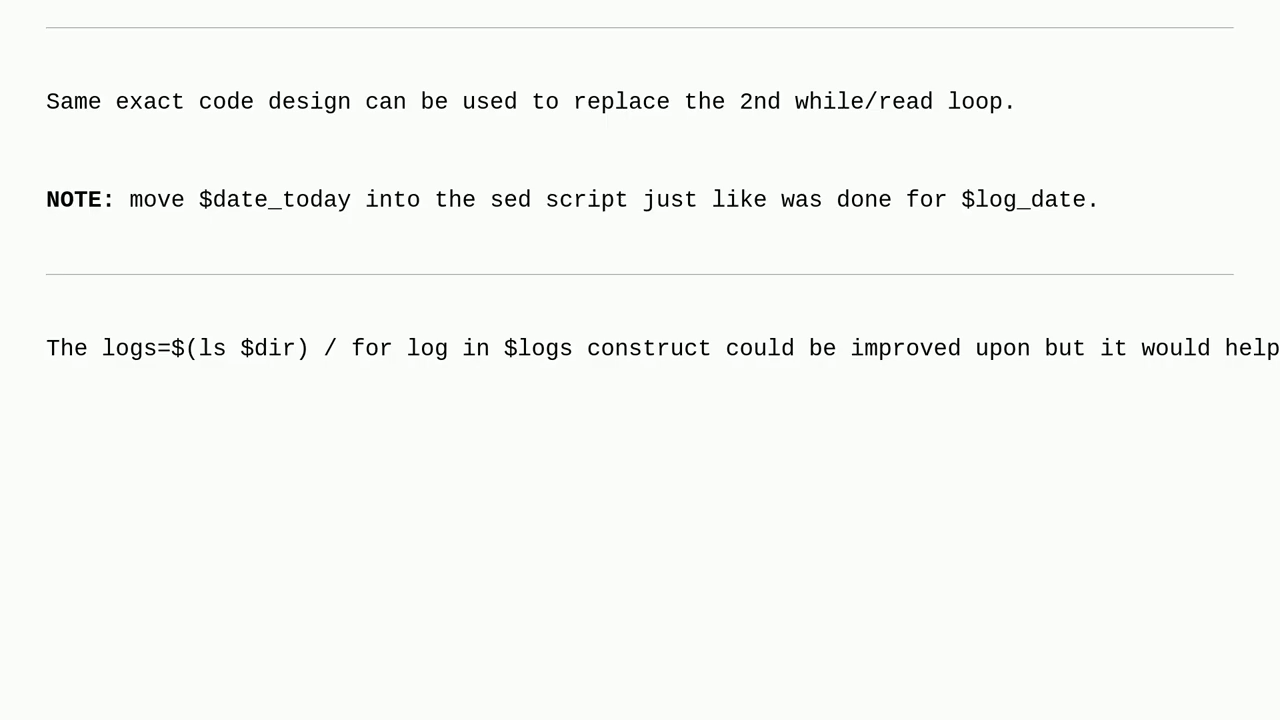 Same exact code design can be used to replace the 2nd while/read loop.
NOTE: move $date_today into the sed script just like was done for $log_date.
The logs=$(ls $dir) / for log in $logs construct could be improved upon but it would help